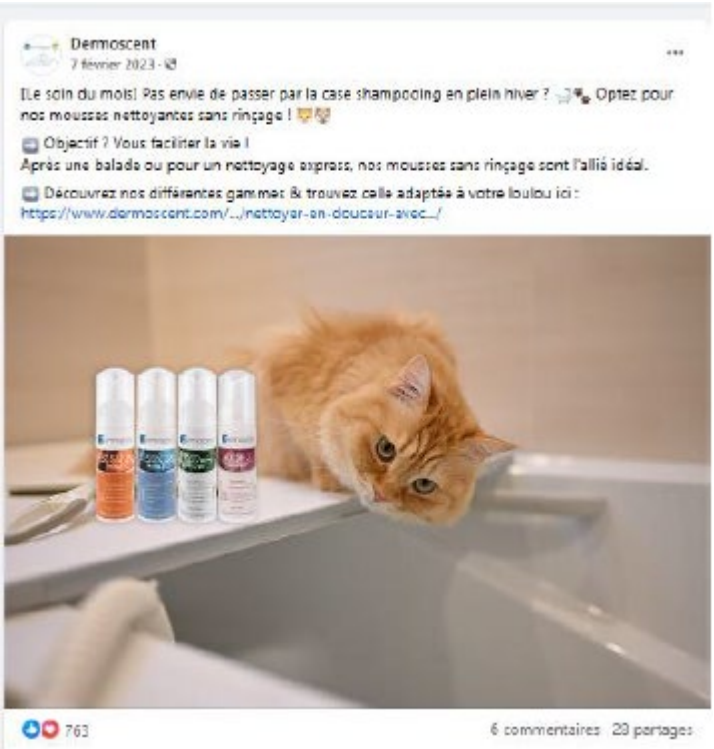 Dermoscent
7 février 2023
[Le soin du mois] Pas envie de passer par la case shampooing en plein hiver ? 🛁🐾 Optez pour
nos mousses nettoyantes sans rinçage ! 🐱🐶
➡️ Objectif ? Vous faciliter la vie !
Après une balade ou pour un nettoyage express, nos mousses sans rinçage sont l'allié idéal.
➡️ Découvrez nos différentes gammes & trouvez celle adaptée à votre loulou ici :
https://www.dermoscent.com/.../nettoyer-en-douceur-avec.../
763
6 commentaires 23 partages